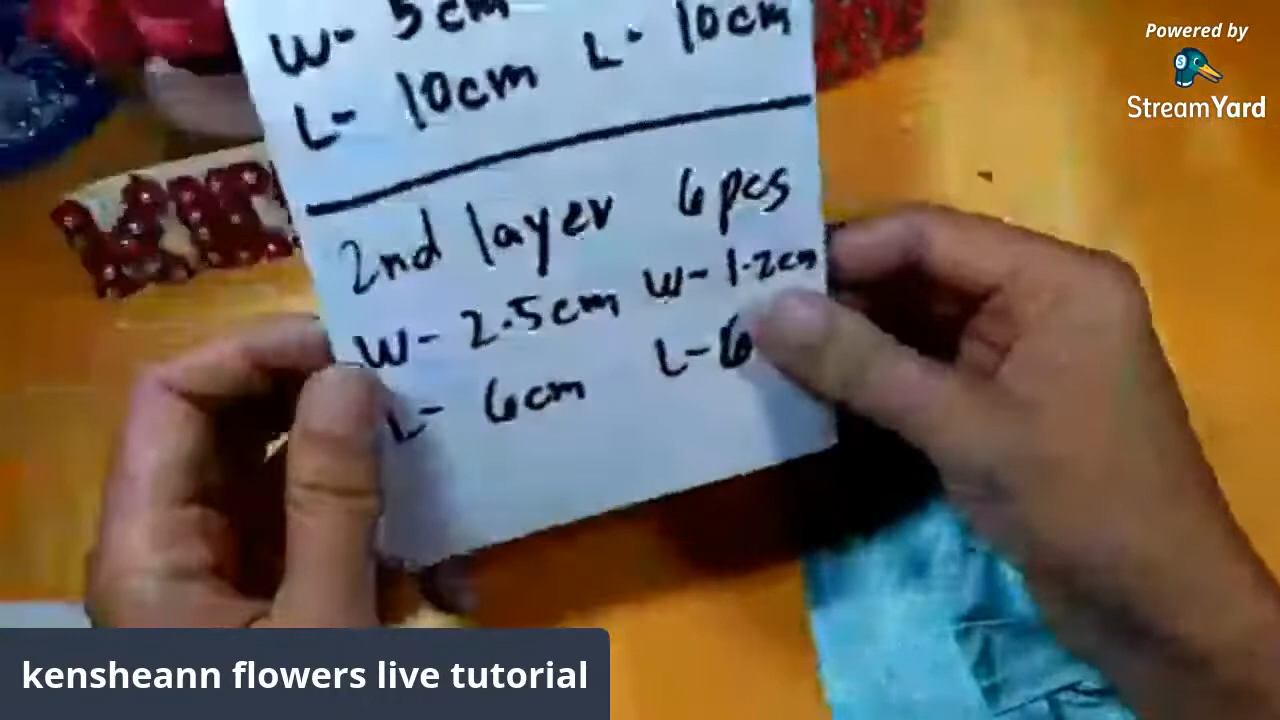 W- 5cm
L- 10cm L- 10cm
2nd layer 6pcs
W- 2.5cm W- 1.2cm
L- 6cm L- 6
Powered by
StreamYard
kensheann flowers live tutorial